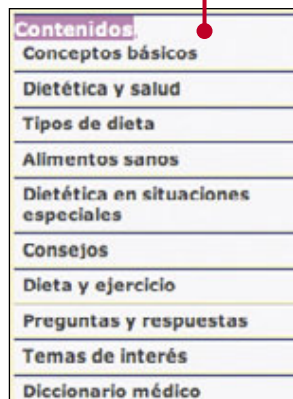 Contenidos.
Conceptos básicos
Dietética y salud
Tipos de dieta
Alimentos sanos
Dietética en situaciones
especiales
Consejos
Dieta y ejercicio
Preguntas y respuestas
Temas de interés
Diccionario médico